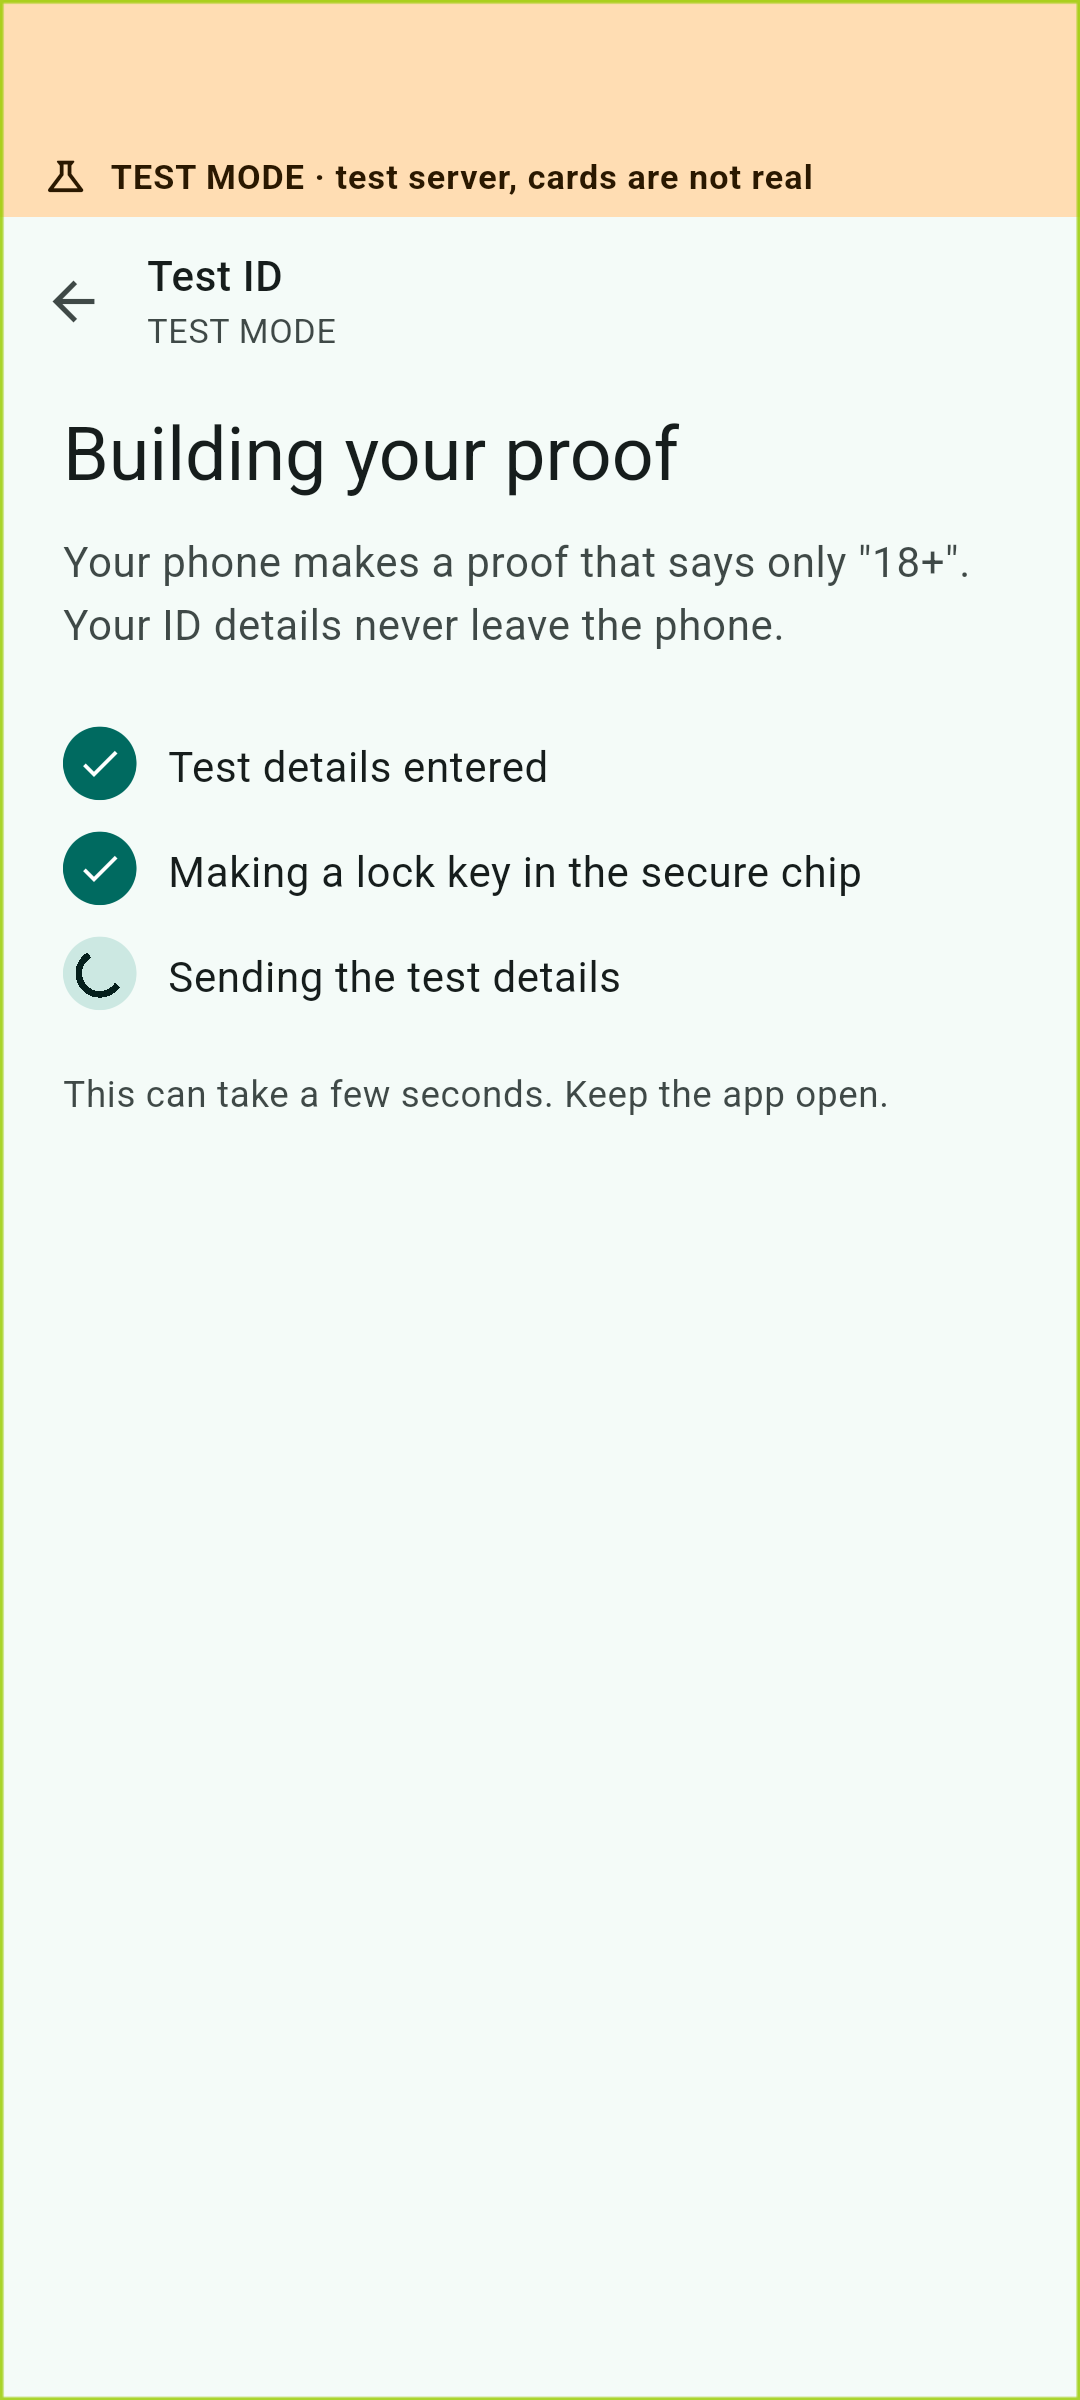 TEST MODE · test server, cards are not real
Test ID
TEST MODE
Building your proof
Your phone makes a proof that says only "18+".
Your ID details never leave the phone.
Test details entered
Making a lock key in the secure chip
Sending the test details
This can take a few seconds. Keep the app open.